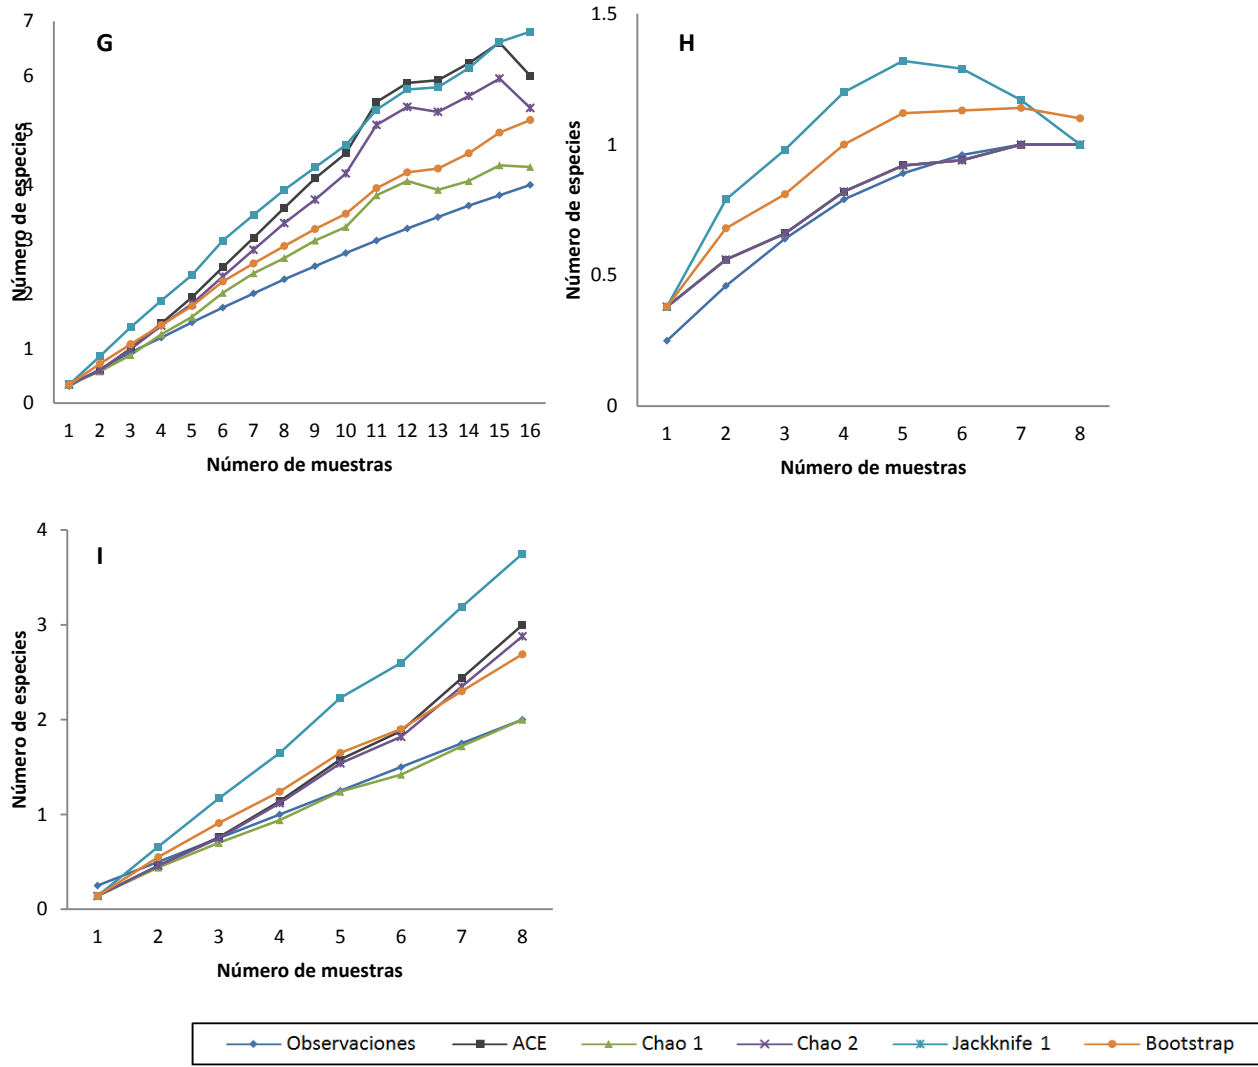 G
Número de especies
7
6
5
4
3
2
1
0
1 2 3 4 5 6 7 8 9 10 11 12 13 14 15 16
Número de muestras
H
Número de especies
1.5
1
0.5
0
1 2 3 4 5 6 7 8
Número de muestras
I
Número de especies
4
3
2
1
0
1 2 3 4 5 6 7 8
Número de muestras
Observaciones ACE Chao 1 Chao 2 Jackknife 1 Bootstrap